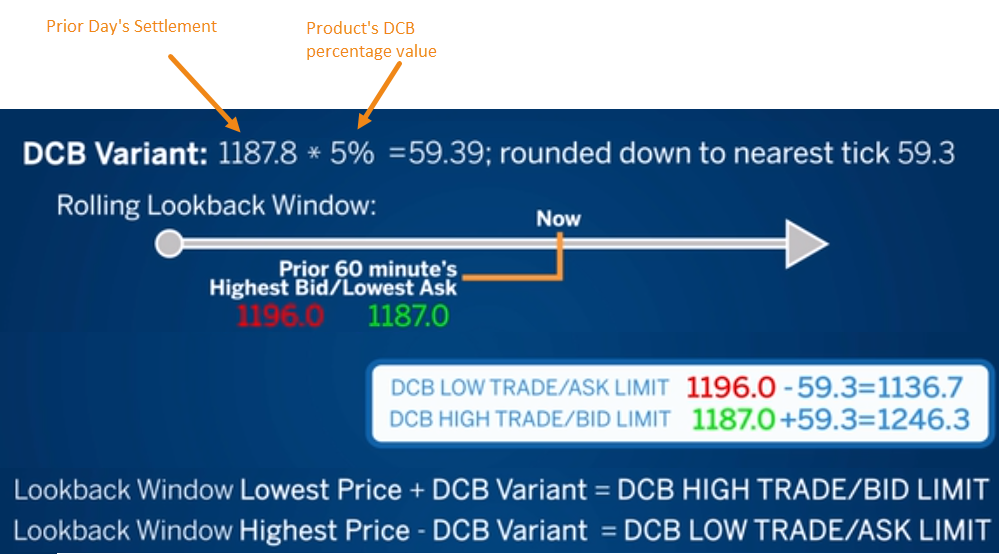 Prior Day's Settlement
Product's DCB
percentage value
DCB Variant: 1187.8 * 5% =59.39; rounded down to nearest tick 59.3
Rolling Lookback Window:
Now
Prior 60 minute's
Highest Bid/Lowest Ask
1196.0 1187.0
DCB LOW TRADE/ASK LIMIT 1196.0 -59.3=1136.7
DCB HIGH TRADE/BID LIMIT 1187.0 +59.3=1246.3
Lookback Window Lowest Price + DCB Variant = DCB HIGH TRADE/BID LIMIT
Lookback Window Highest Price - DCB Variant = DCB LOW TRADE/ASK LIMIT